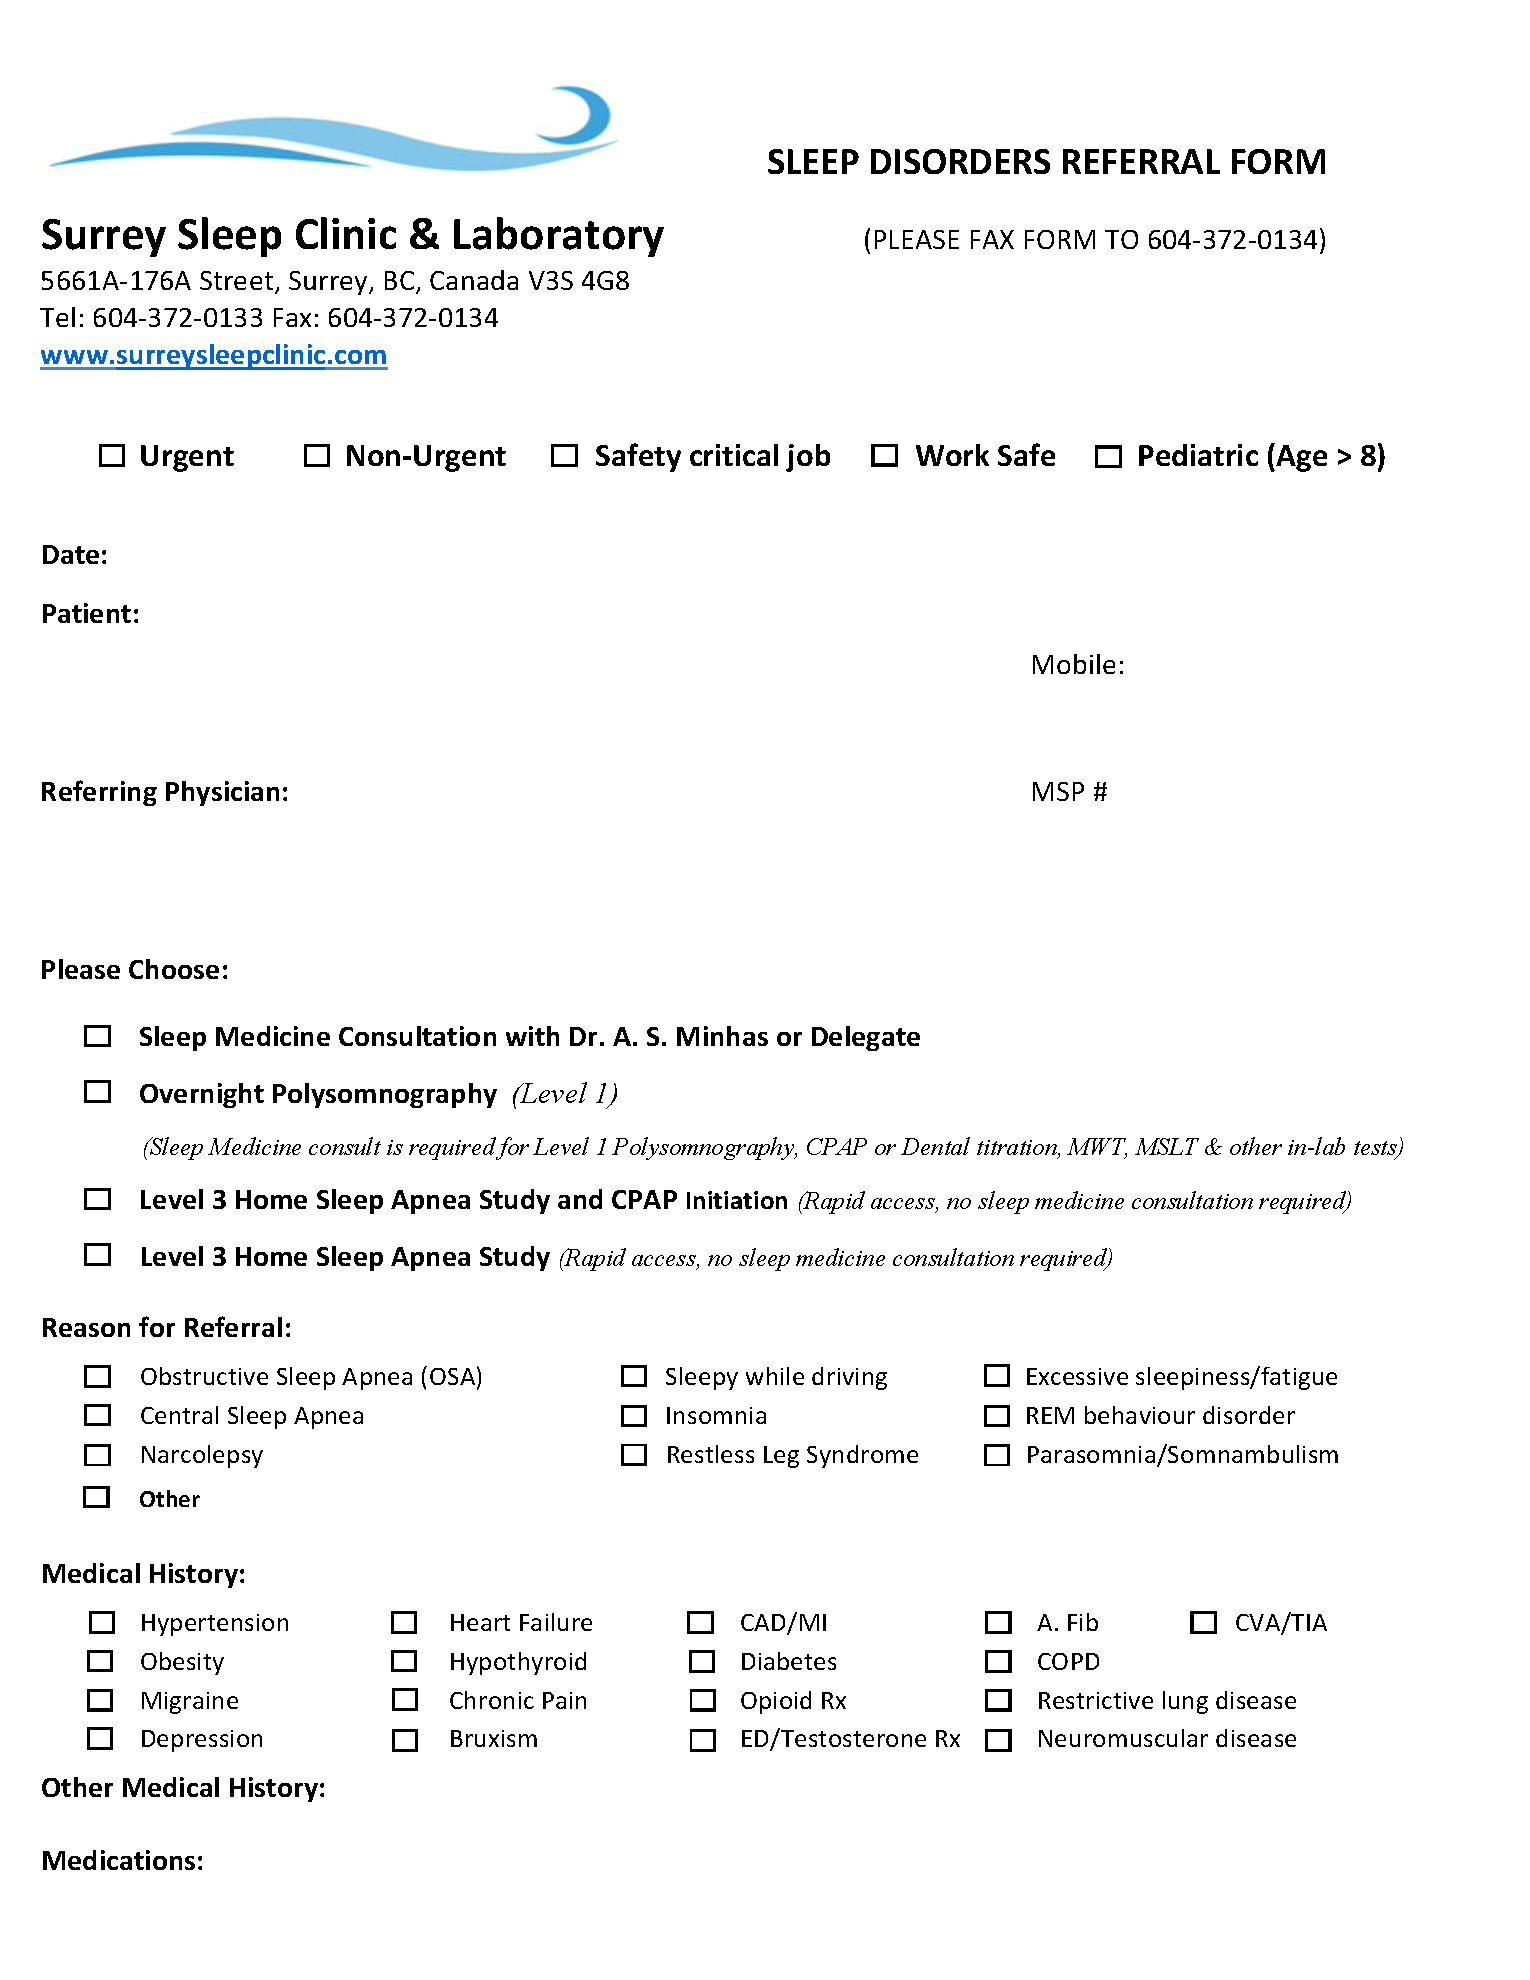 SLEEP DISORDERS REFERRAL FORM
Surrey Sleep Clinic & Laboratory
(PLEASE FAX FORM TO 604-372-0134)
5661A-176A Street, Surrey, BC, Canada V3S 4G8
Tel: 604-372-0133 Fax: 604-372-0134
www.surreysleepclinic.com
Urgent Non-Urgent Safety critical job Work Safe Pediatric (Age > 8)
Date:
Patient:
Mobile:
Referring Physician: MSP #
Please Choose:
Sleep Medicine Consultation with Dr. A. S. Minhas or Delegate
Overnight Polysomnography (Level 1)
(Sleep Medicine consult is required for Level 1 Polysomnography, CPAP or Dental titration, MWT, MSLT & other in-lab tests)
Level 3 Home Sleep Apnea Study and CPAP Initiation (Rapid access, no sleep medicine consultation required)
Level 3 Home Sleep Apnea Study (Rapid access, no sleep medicine consultation required)
Reason for Referral:
Obstructive Sleep Apnea (OSA) Sleepy while driving Excessive sleepiness/fatigue
Central Sleep Apnea Insomnia REM behaviour disorder
Narcolepsy Restless Leg Syndrome Parasomnia/Somnambulism
Other
Medical History:
Hypertension Heart Failure CAD/MI A. Fib CVA/TIA
Obesity Hypothyroid Diabetes COPD
Migraine Chronic Pain Opioid Rx Restrictive lung disease
Depression Bruxism ED/Testosterone Rx Neuromuscular disease
Other Medical History:
Medications: